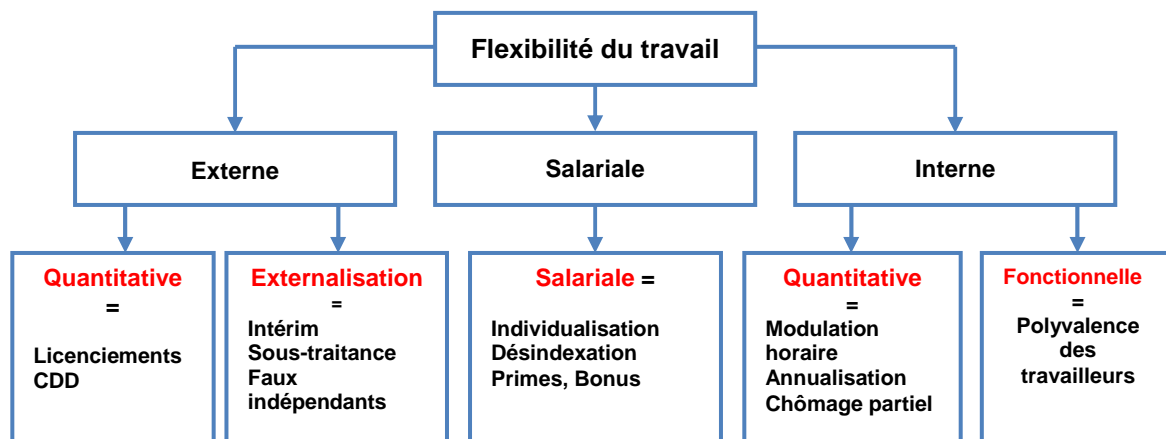 Flexibilité du travail
Externe
Salariale
Interne
Quantitative
=
Licenciements
CDD
Externalisation
=
Intérim
Sous-traitance
Faux
indépendants
Salariale =
Individualisation
Désindexation
Primes, Bonus
Quantitative
=
Modulation
horaire
Annualisation
Chômage partiel
Fonctionnelle
=
Polyvalence
des
travailleurs